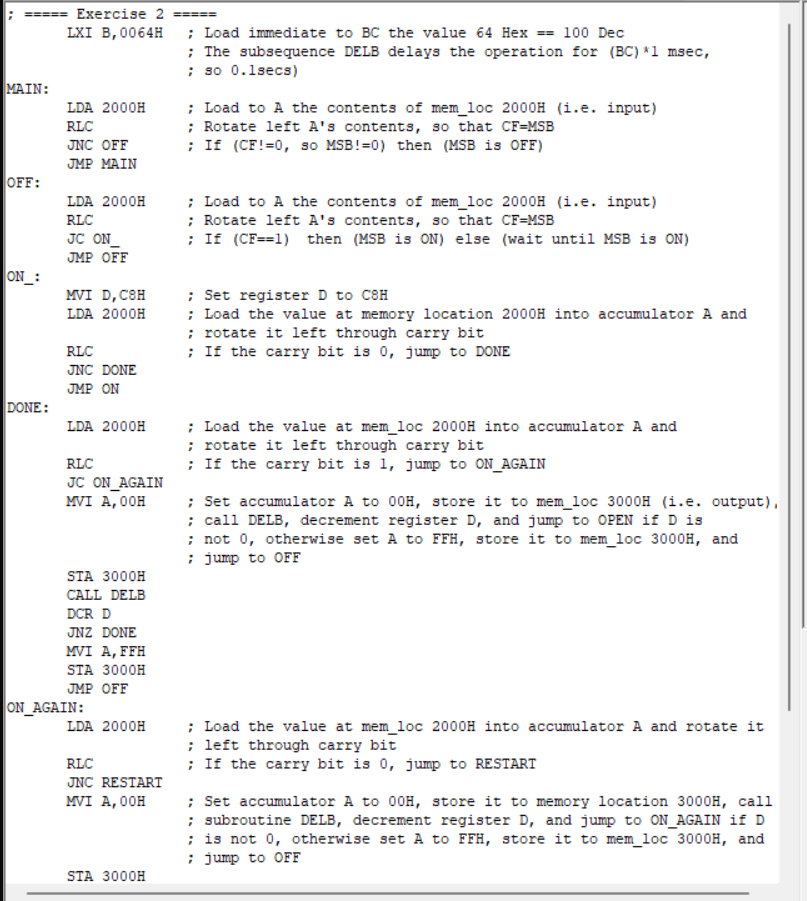 ; ===== Exercise 2 =====
LXI B,0064H ; Load immediate to BC the value 64 Hex == 100 Dec
; The subsequence DELB delays the operation for (BC)*1 msec,
; so 0.1secs)
MAIN:
LDA 2000H ; Load to A the contents of mem_loc 2000H (i.e. input)
RLC ; Rotate left A's contents, so that CF=MSB
JNC OFF ; If (CF!=0, so MSB!=0) then (MSB is OFF)
JMP MAIN
OFF:
LDA 2000H ; Load to A the contents of mem_loc 2000H (i.e. input)
RLC ; Rotate left A's contents, so that CF=MSB
JC ON_ ; If (CF==1) then (MSB is ON) else (wait until MSB is ON)
JMP OFF
ON_:
MVI D,C8H ; Set register D to C8H
LDA 2000H ; Load the value at memory location 2000H into accumulator A and
; rotate it left through carry bit
RLC ; If the carry bit is 0, jump to DONE
JNC DONE
JMP ON
DONE:
LDA 2000H ; Load the value at mem_loc 2000H into accumulator A and
; rotate it left through carry bit
RLC ; If the carry bit is 1, jump to ON_AGAIN
JC ON_AGAIN
MVI A,00H ; Set accumulator A to 00H, store it to mem_loc 3000H (i.e. output),
; call DELB, decrement register D, and jump to OPEN if D is
; not 0, otherwise set A to FFH, store it to mem_loc 3000H, and
; jump to OFF
STA 3000H
CALL DELB
DCR D
JNZ DONE
MVI A,FFH
STA 3000H
JMP OFF
ON_AGAIN:
LDA 2000H ; Load the value at mem_loc 2000H into accumulator A and rotate it
; left through carry bit
RLC ; If the carry bit is 0, jump to RESTART
JNC RESTART
MVI A,00H ; Set accumulator A to 00H, store it to memory location 3000H, call
; subroutine DELB, decrement register D, and jump to ON_AGAIN if D
; is not 0, otherwise set A to FFH, store it to mem_loc 3000H, and
; jump to OFF
STA 3000H